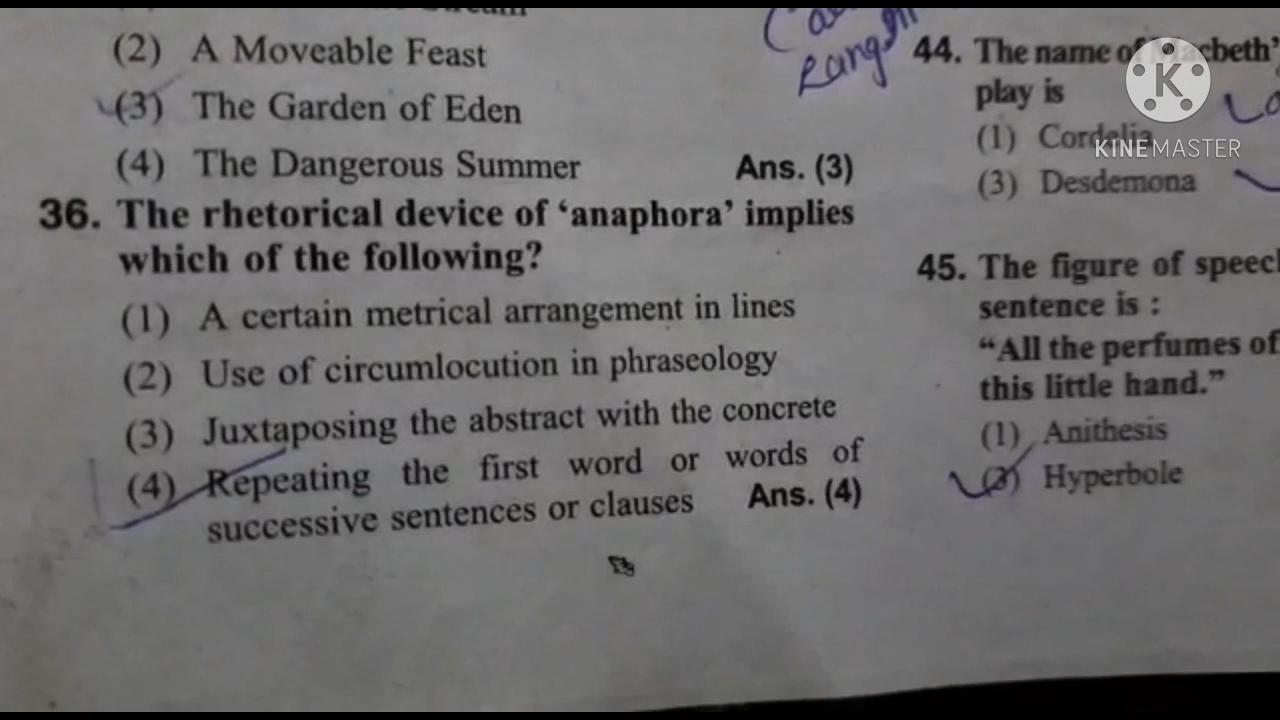 (2) A Moveable Feast
(3) The Garden of Eden
(4) The Dangerous Summer Ans. (3)
36. The rhetorical device of ‘anaphora’ implies
which of the following?
(1) A certain metrical arrangement in lines
(2) Use of circumlocution in phraseology
(3) Juxtaposing the abstract with the concrete
(4) Repeating the first word or words of
successive sentences or clauses Ans. (4)
44. The name of Macbeth’
play is
(1) Cordelia
(3) Desdemona
45. The figure of speech
sentence is :
“All the perfumes of
this little hand.”
(1) Anithesis
(3) Hyperbole
K
KINEMASTER